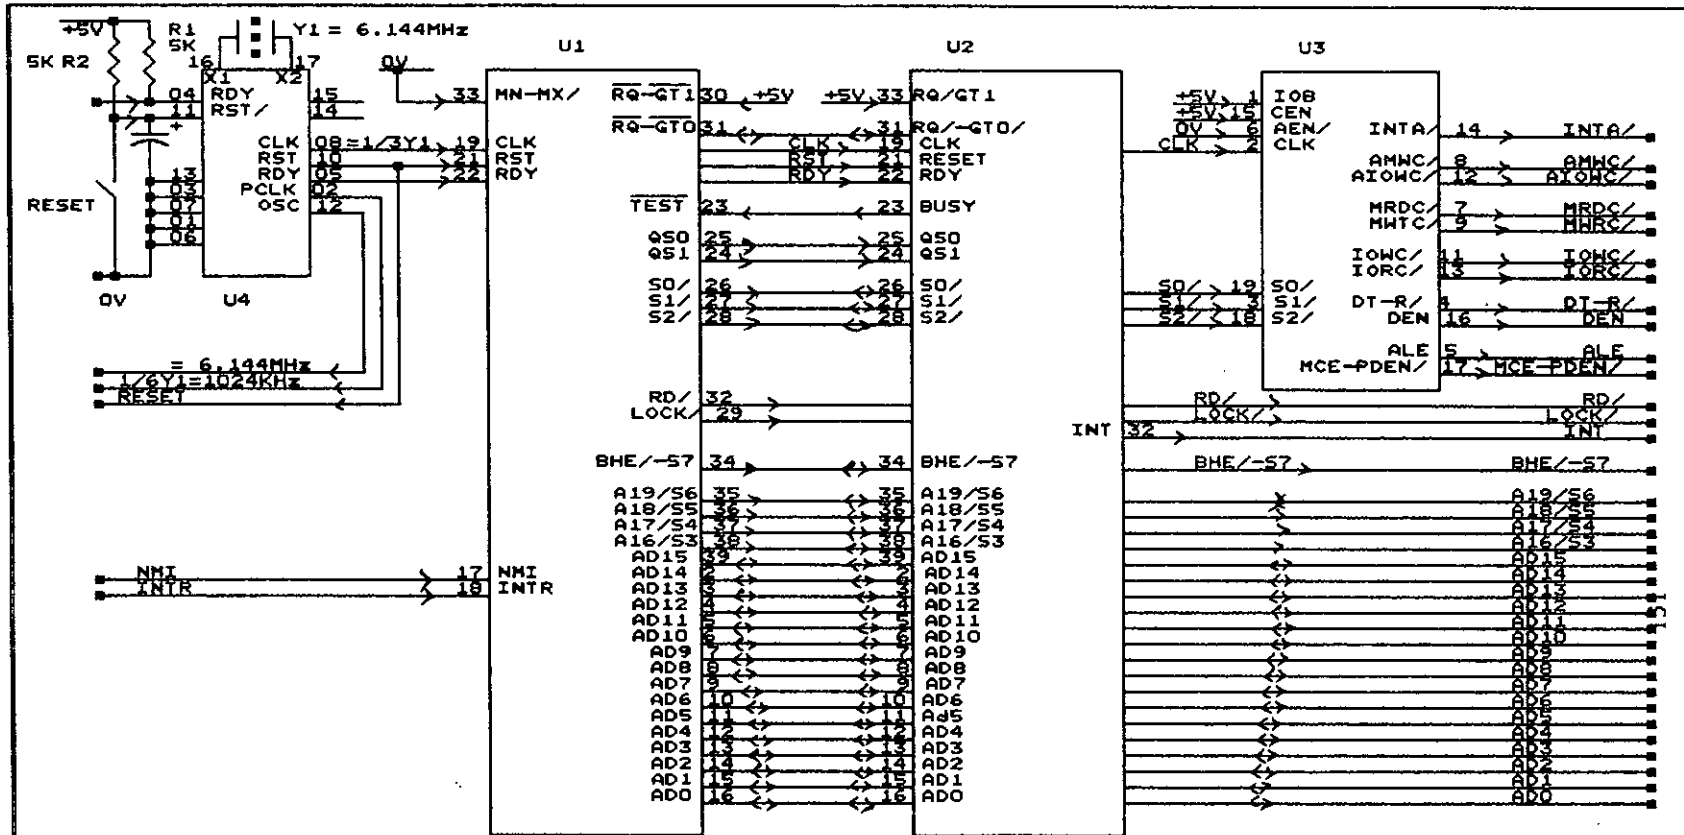 +5V R1 Y1 = 6.144MHz
5K
5K R2 16 17
X1 X2
04 RDY 15
11 RST/ 14
+
CLK 08 =1/3Y1
RST 10
RDY 05
13 PCLK 02
03 OSC 12
07
01
06
RESET
0V U4
= 6.144MHz
1/6Y1=1024KHz
RESET
NMI
INTR
U1
0V
33 MN-MX/ RQ-GT1 30 +5V
RQ-GT0 31
19 CLK
21 RST
22 RDY
TEST 23
QS0 25
QS1 24
S0/ 26
S1/ 27
S2/ 28
RD/ 32
LOCK/ 29
BHE/-S7 34
A19/S6 35
A18/S5 36
A17/S4 37
A16/S3 38
AD15 39
17 NMI AD14 2
18 INTR AD13 3
AD12 4
AD11 5
AD10 6
AD9 7
AD8 8
AD7 9
AD6 10
AD5 11
AD4 12
AD3 13
AD2 14
AD1 15
AD0 16
U2
+5V 33 RQ/GT1
31 RQ/-GT0/
CLK 19 CLK
RST 21 RESET
RDY 22 RDY
23 BUSY
25 QS0
24 QS1
26 S0/
27 S1/
28 S2/
INT 32
34 BHE/-S7
35 A19/S6
36 A18/S5
37 A17/S4
38 A16/S3
39 AD15
2 AD14
3 AD13
4 AD12
5 AD11
6 AD10
7 AD9
8 AD8
9 AD7
10 AD6
11 Ad5
12 AD4
13 AD3
14 AD2
15 AD1
16 AD0
U3
+5V 1 IOB
+5V 15 CEN
0V 6 AEN/ INTA/ 14 INTA/
CLK 2 CLK
AMWC/ 8 AMWC/
AIOWC/ 12 AIOWC/
MRDC/ 7 MRDC/
MWTC/ 9 MWRC/
IOWC/ 11 IOWC/
IORC/ 13 IORC/
S0/ 19 S0/
S1/ 3 S1/ DT-R/ 4 DT-R/
S2/ 18 S2/ DEN 16 DEN
ALE 5 ALE
MCE-PDEN/ 17 MCE-PDEN/
RD/ RD/
LOCK/ LOCK/
INT
BHE/-S7 BHE/-S7
A19/S6
A18/S5
A17/S4
A16/S3
AD15
AD14
AD13
AD12
AD11
AD10
AD9
AD8
AD7
AD6
AD5
AD4
AD3
AD2
AD1
AD0
151